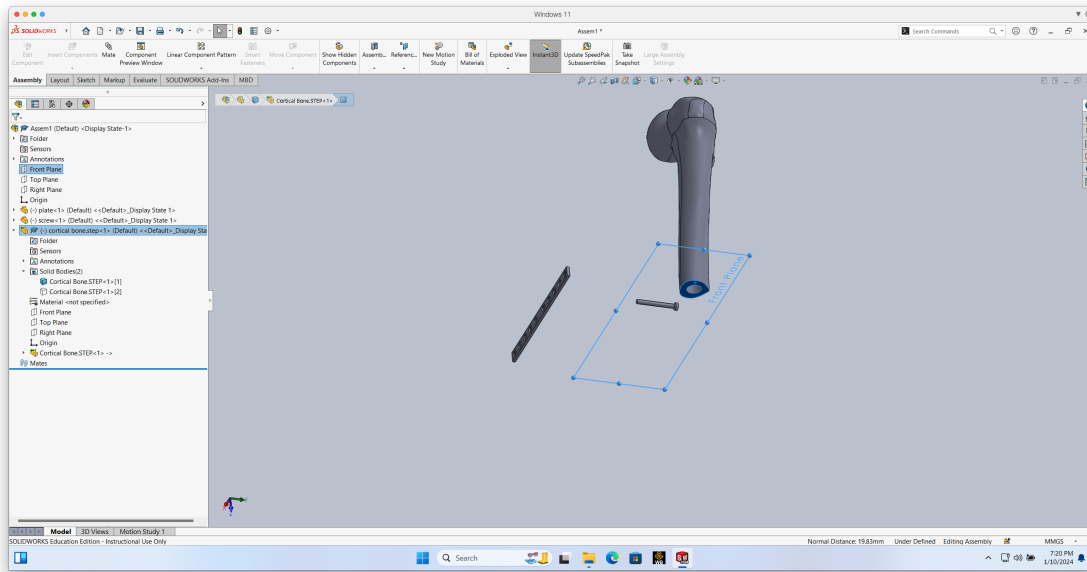 Windows 11
SOLIDWORKS
Assem1 *
Search Commands
Edit Component
Insert Components
Mate
Component Preview Window
Linear Component Pattern
Smart Fasteners
Move Component
Show Hidden Components
Assemb...
Referenc...
New Motion Study
Bill of Materials
Exploded View
Instant3D
Update SpeedPak Subassemblies
Take Snapshot
Large Assembly Settings
Assembly Layout Sketch Markup Evaluate SOLIDWORKS Add-Ins MBD
Cortical Bone.STEP<1>
Assem1 (Default) <Display State-1>
Folder
Sensors
Annotations
Front Plane
Top Plane
Right Plane
Origin
(-) plate<1> (Default) <<Default>_Display State 1>
(-) screw<1> (Default) <<Default>_Display State 1>
(-) cortical bone.step<1> (Default) <<Default>_Display Sta
Folder
Sensors
Annotations
Solid Bodies(2)
Cortical Bone.STEP<1>[1]
Cortical Bone.STEP<1>[2]
Material <not specified>
Front Plane
Top Plane
Right Plane
Origin
Cortical Bone.STEP<1> ->
Mates
Front Plane
Model 3D Views Motion Study 1
SOLIDWORKS Education Edition - Instructional Use Only
Normal Distance: 19.83mm Under Defined Editing Assembly MMGS
Search
7:20 PM
1/10/2024